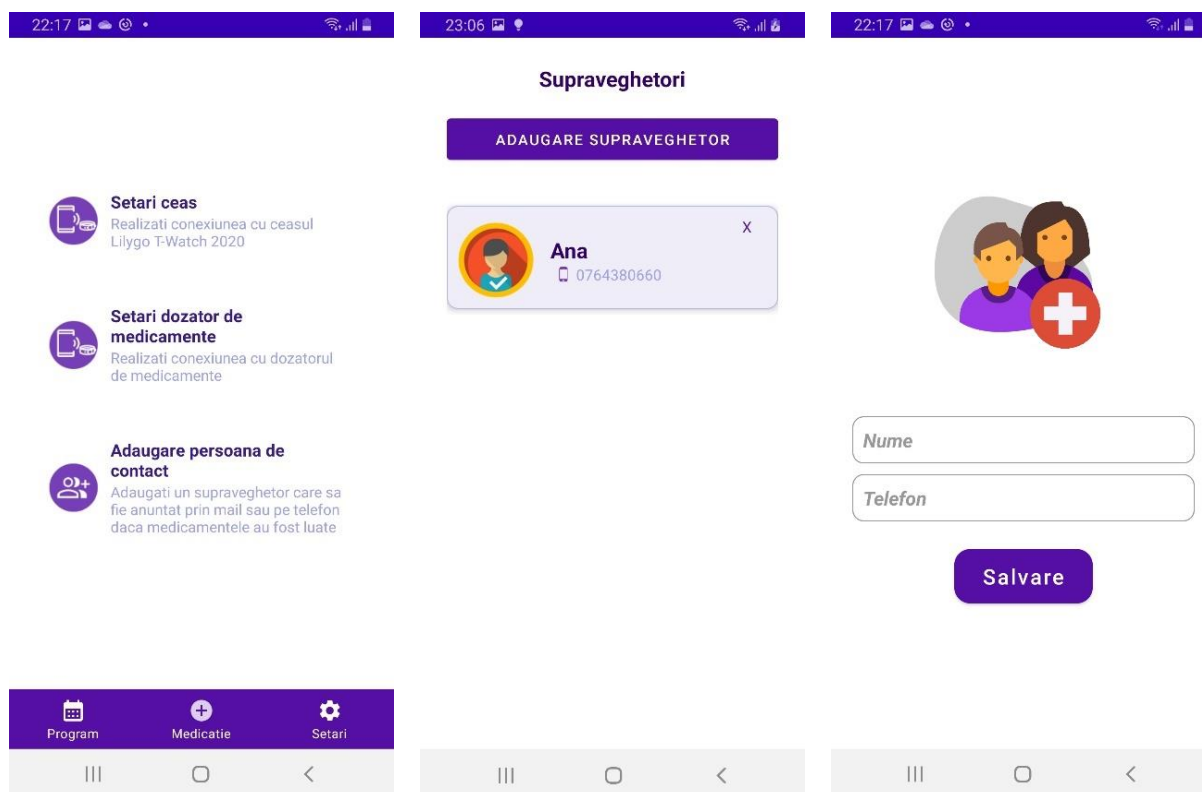 22:17
Setari ceas
Realizati conexiunea cu ceasul
Lilygo T-Watch 2020
Setari dozator de
medicamente
Realizati conexiunea cu dozatorul
de medicamente
Adaugare persoana de
contact
Adaugati un supraveghetor care sa
fie anuntat prin mail sau pe telefon
daca medicamentele au fost luate
Program
Medicatie
Setari
23:06
Supraveghetori
ADAUGARE SUPRAVEGHETOR
X
Ana
0764380660
22:17
Nume
Telefon
Salvare